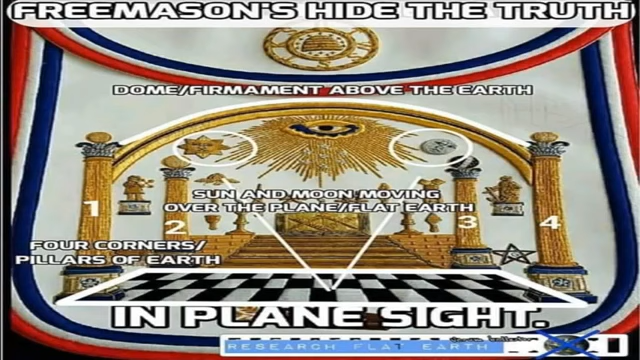 FREEMASON'S HIDE THE TRUTH
DOME/FIRMAMENT ABOVE THE EARTH
SUN AND MOON MOVING
OVER THE PLANE/FLAT EARTH
1
2
3
4
FOUR CORNERS/
PILLARS OF EARTH
IN PLANE SIGHT.
RESEARCH FLAT EARTH